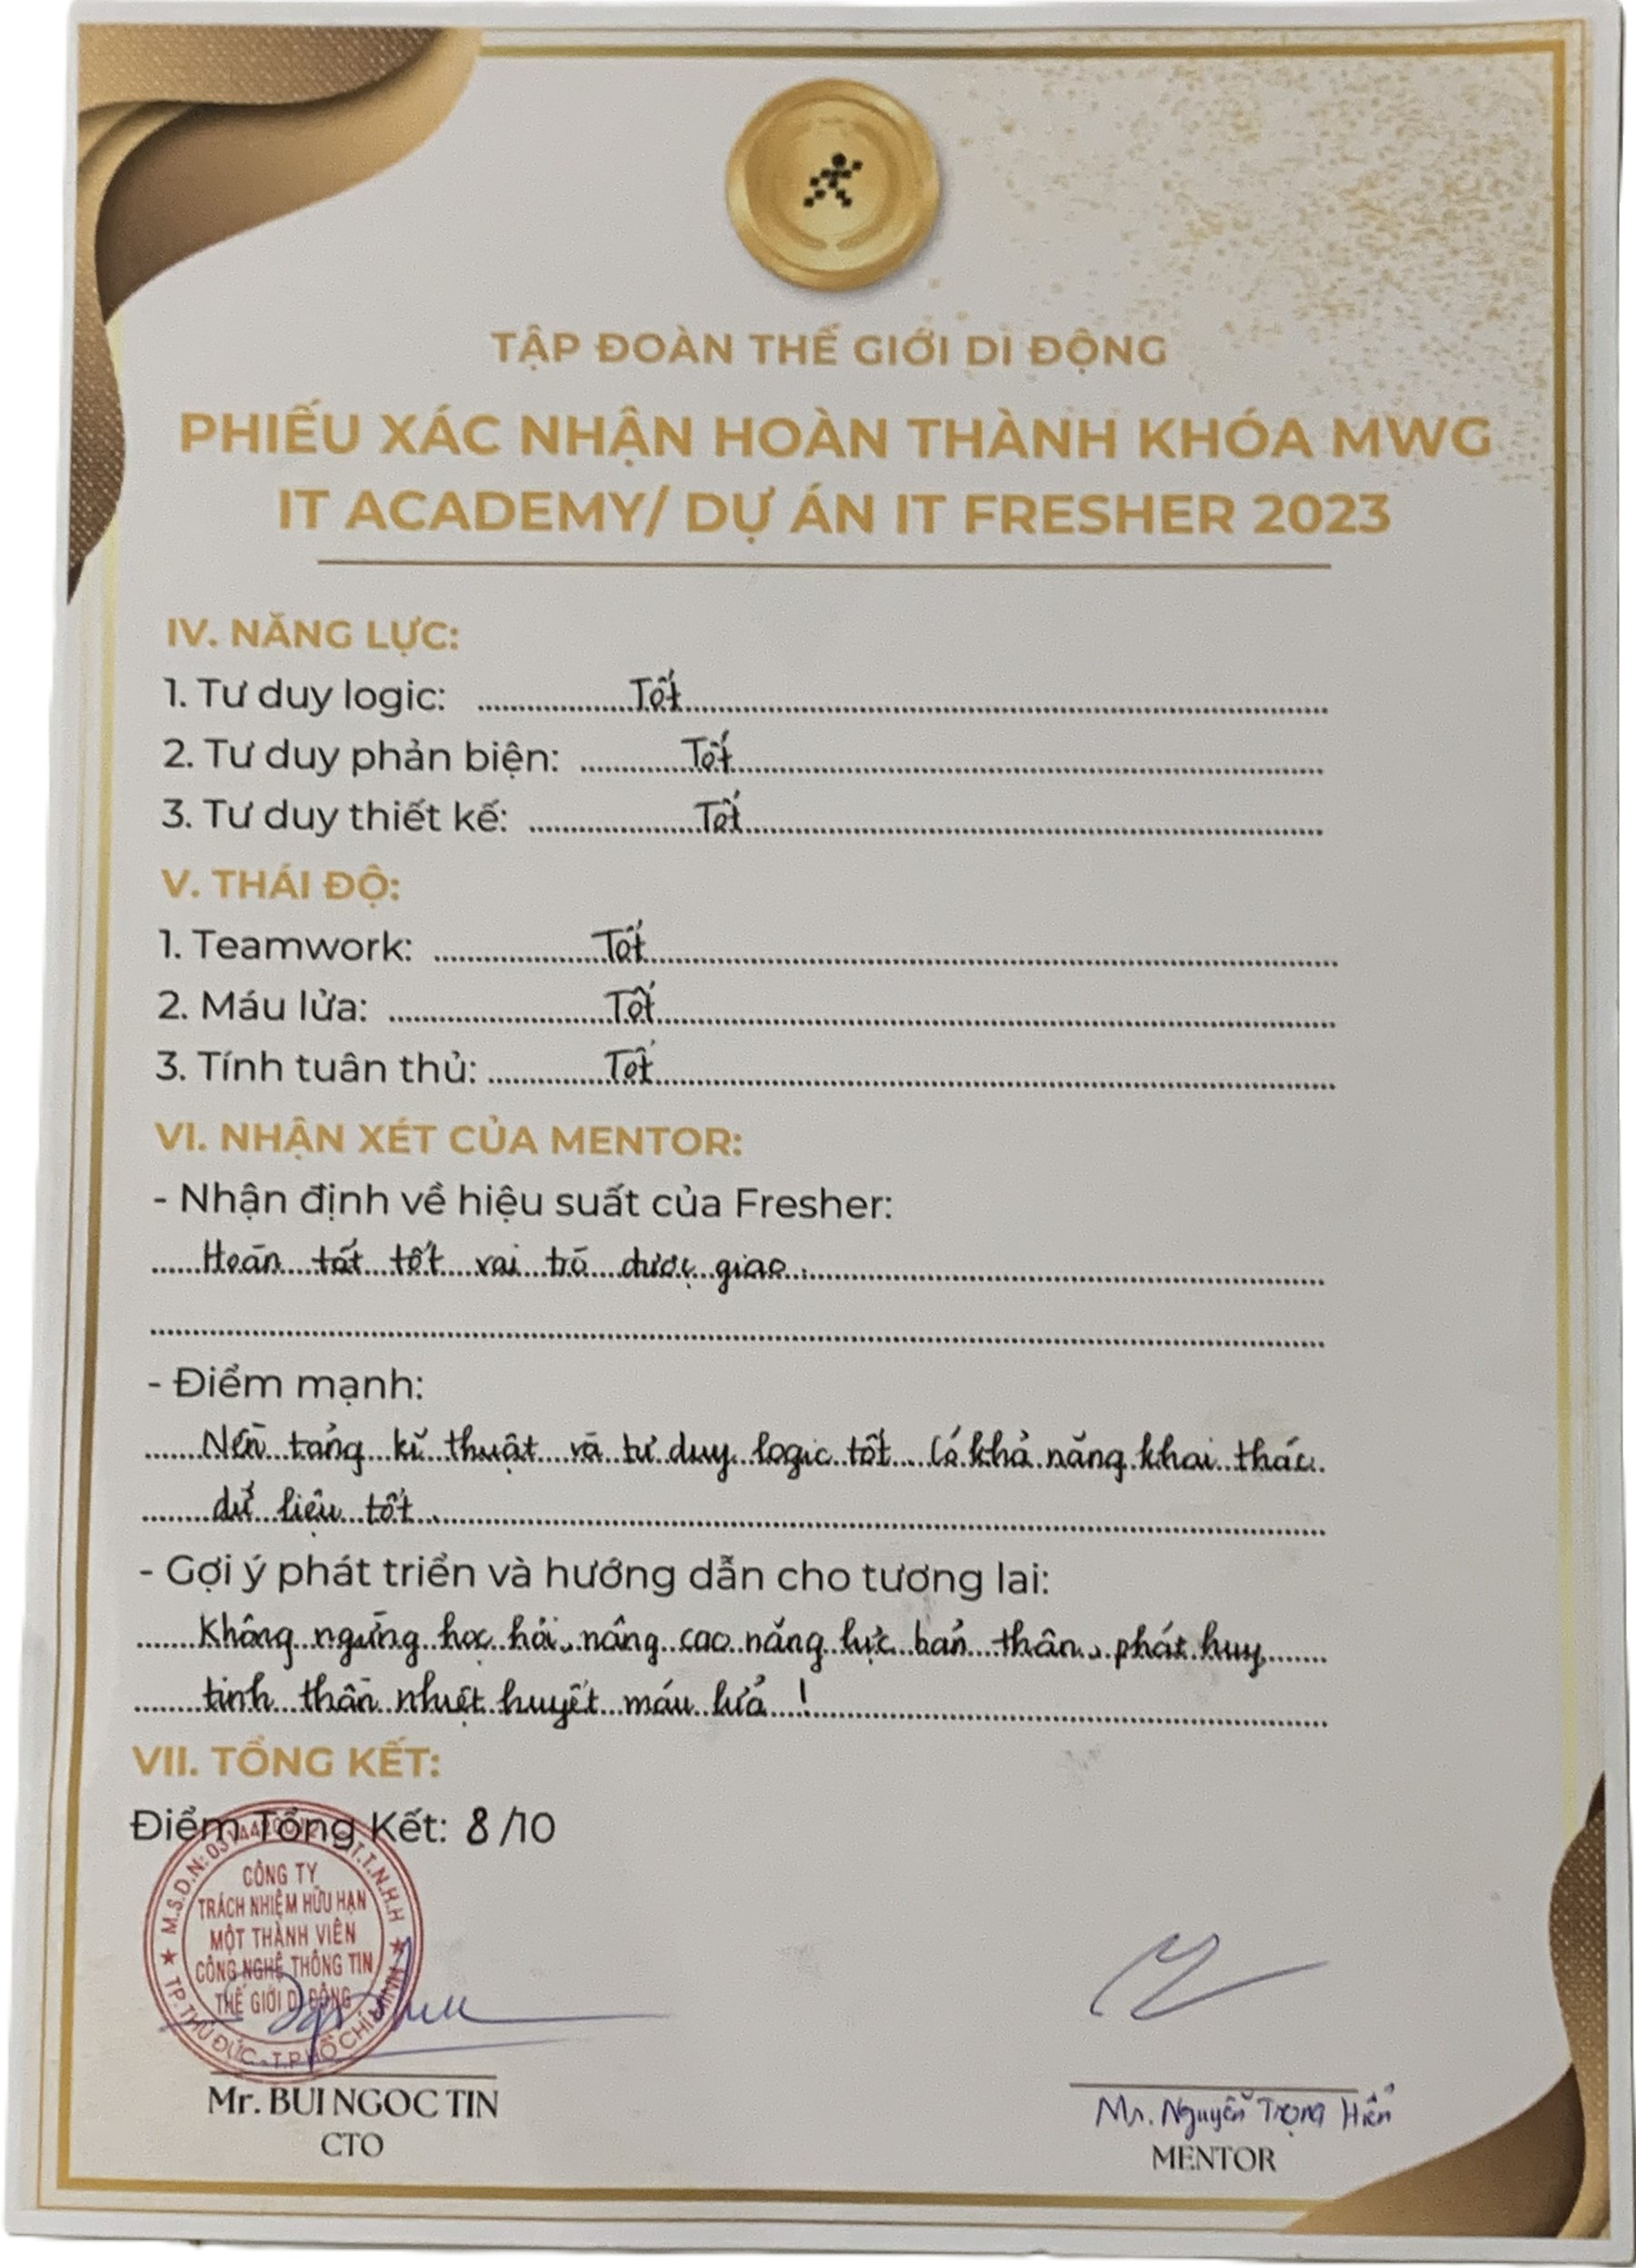 TẬP ĐOÀN THẾ GIỚI DI ĐỘNG
PHIẾU XÁC NHẬN HOÀN THÀNH KHÓA MWG
IT ACADEMY/ DỰ ÁN IT FRESHER 2023
IV. NĂNG LỰC:
1. Tư duy logic: Tốt
2. Tư duy phản biện: Tốt
3. Tư duy thiết kế: Tốt
V. THÁI ĐỘ:
1. Teamwork: Tốt
2. Máu lửa: Tốt
3. Tính tuân thủ: Tốt
VI. NHẬN XÉT CỦA MENTOR:
- Nhận định về hiệu suất của Fresher:
Hoàn tất tốt vai trò được giao.
- Điểm mạnh:
Nền tảng kĩ thuật và tư duy logic tốt. Có khả năng khai thác
dữ liệu tốt.
- Gợi ý phát triển và hướng dẫn cho tương lai:
Không ngừng học hỏi, nâng cao năng lực bản thân, phát huy
tinh thần nhiệt huyết máu lửa !
VII. TỔNG KẾT:
Điểm Tổng Kết: 8/10
M.S.D.N: C.T.T.N.H.H
CÔNG TY
TRÁCH NHIỆM HỮU HẠN
MỘT THÀNH VIÊN
CÔNG NGHỆ THÔNG TIN
THẾ GIỚI DI ĐỘNG
TP. THỦ ĐỨC - T.P HỒ CHÍ MINH
Mr. BUI NGOC TIN
CTO
Mr. Nguyễn Trọng Hiển
MENTOR